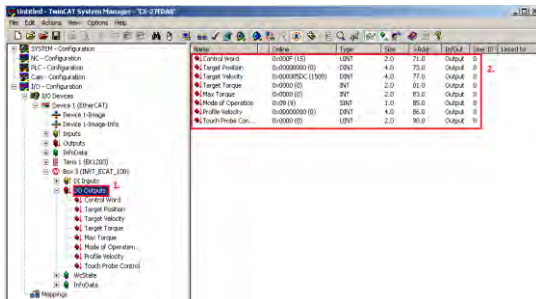 Untitled - TwinCAT System Manager - 'CX-27EDA8'
File Edit Actions View Options Help
SYSTEM - Configuration
NC - Configuration
PLC - Configuration
Cam - Configuration
I/O - Configuration
I/O Devices
Device 1 (EtherCAT)
Device 1-Image
Device 1-Image-Info
Inputs
Outputs
InfoData
Term 1 (EK1200)
Box 3 (INVT_ECAT_100)
DI Inputs
DO Outputs
1.
Control Word
Target Position
Target Velocity
Target Torque
Max Torque
Mode of Operation...
Profile Velocity
Touch Probe Control
WcState
InfoData
Mappings
Name Online Type Size >Addr... In/Out User ID Linked to
Control Word 0x000F (15) UINT 2.0 71.0 Output 0
Target Position 0x00000000 (0) DINT 4.0 73.0 Output 0
Target Velocity 0x000005DC (1500) DINT 4.0 77.0 Output 0
Target Torque 0x0000 (0) INT 2.0 81.0 Output 0
Max Torque 0x0000 (0) 2.0 83.0 Output 0
Mode of Operation 0x09 (9) SINT 1.0 85.0 Output 0
Profile Velocity 0x00000000 (0) 4.0 86.0 Output 0
Touch Probe Con... 0x0000 (0) UINT 2.0 90.0 Output 0
2.